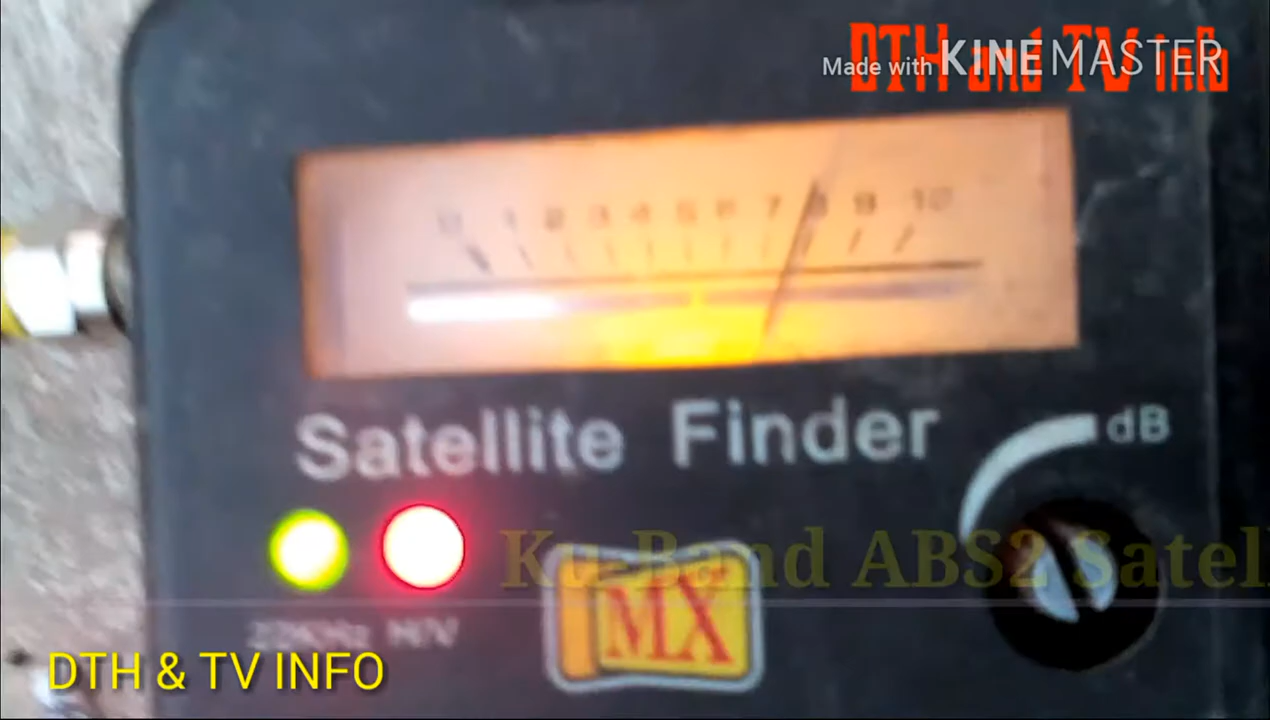 DTH and TV info
Made with KINEMASTER
0 1 2 3 4 5 6 7 8 9 10
Satellite Finder
dB
Ku-Band ABS2 Satell
22KHz H/V
MX
DTH & TV INFO